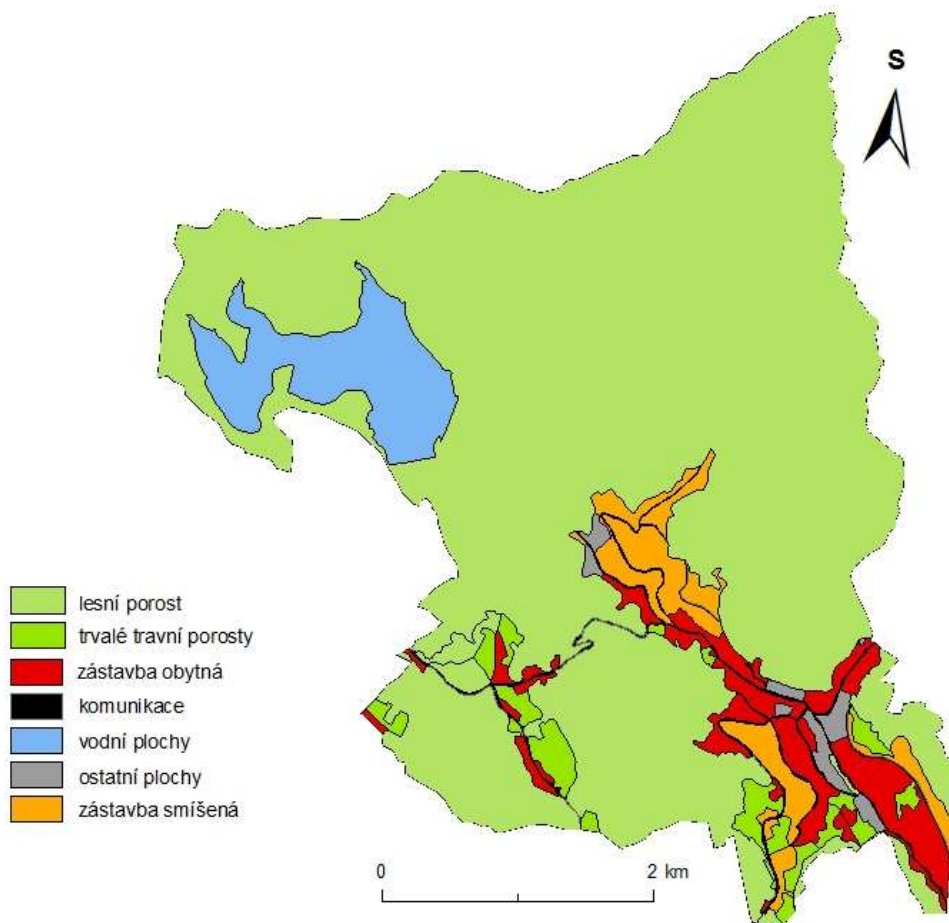 S
lesní porost
trvalé travní porosty
zástavba obytná
komunikace
vodní plochy
ostatní plochy
zástavba smíšená
0 2 km